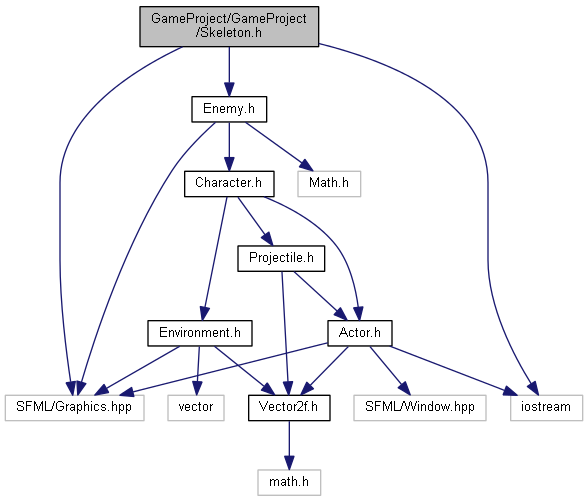 GameProject/GameProject
/Skeleton.h
Enemy.h
Character.h
Math.h
Projectile.h
Environment.h
Actor.h
SFML/Graphics.hpp
vector
Vector2f.h
SFML/Window.hpp
iostream
math.h